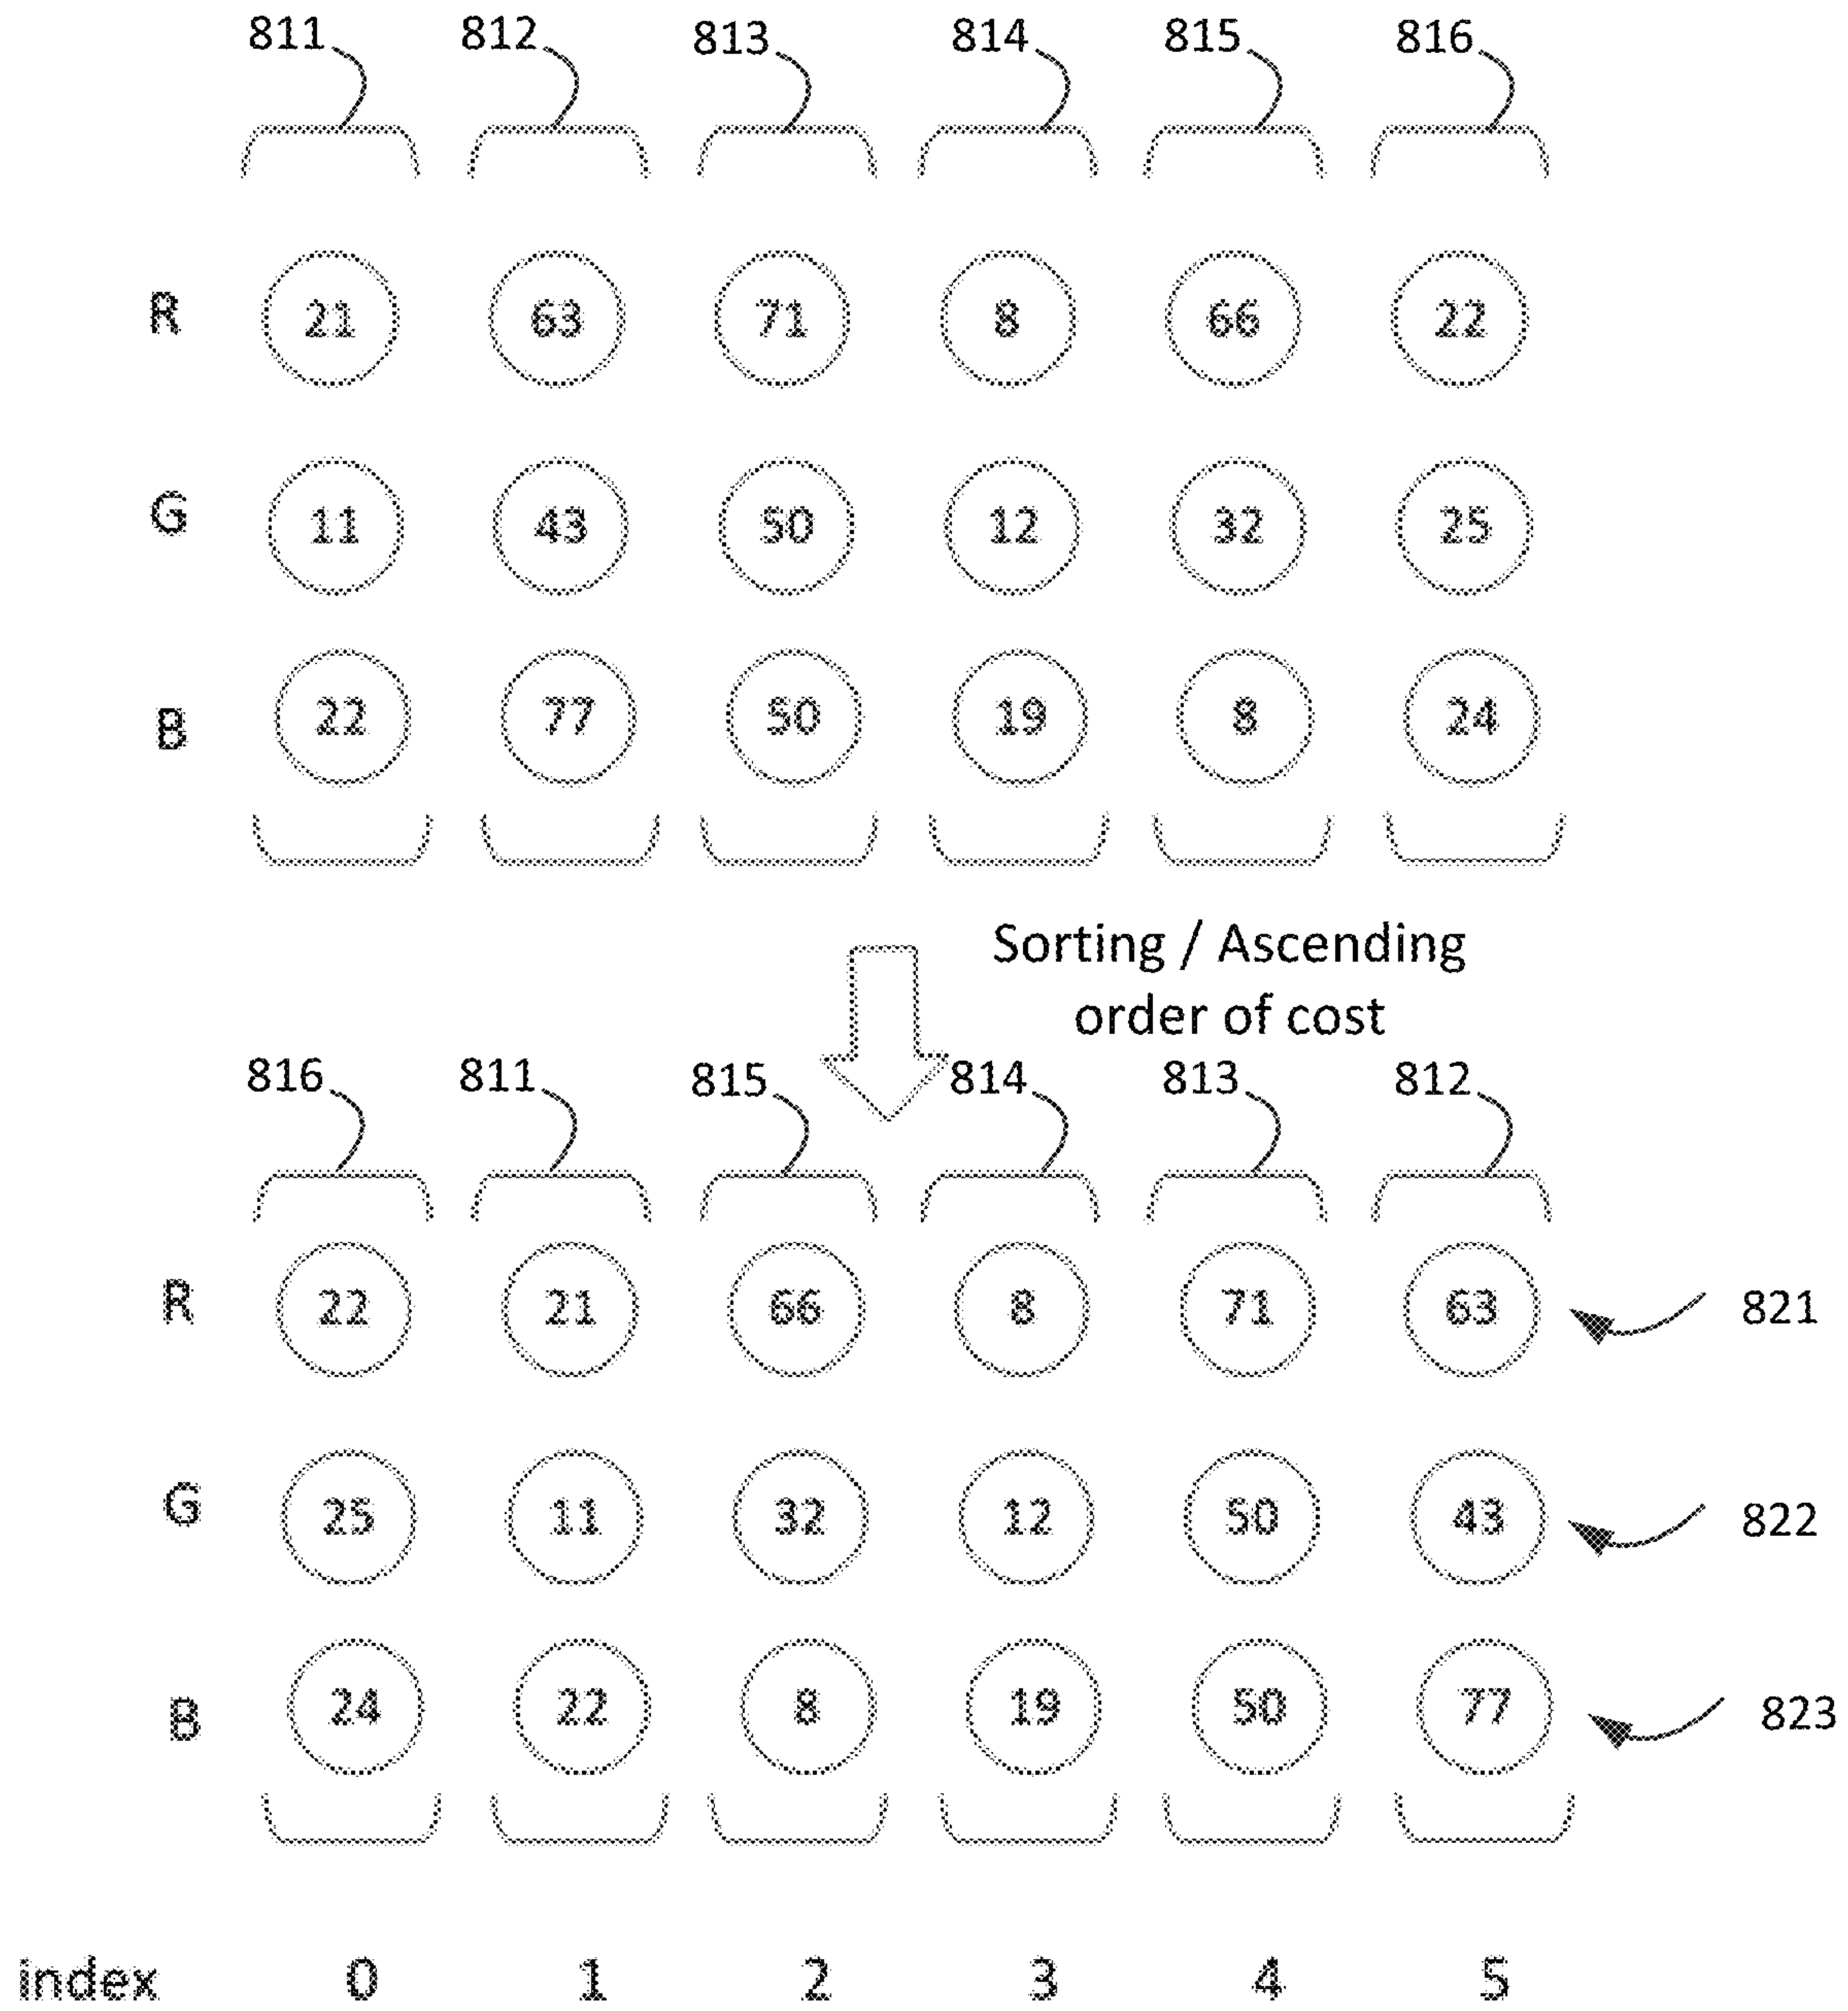 811 812 813 814 815 816
R 21 63 71 8 66 22
G 11 43 50 12 32 25
B 22 77 50 19 8 24
Sorting / Ascending
order of cost
816 811 815 814 813 812
R 22 21 66 8 71 63 821
G 25 11 32 12 50 43 822
B 24 22 8 19 50 77 823
index 0 1 2 3 4 5